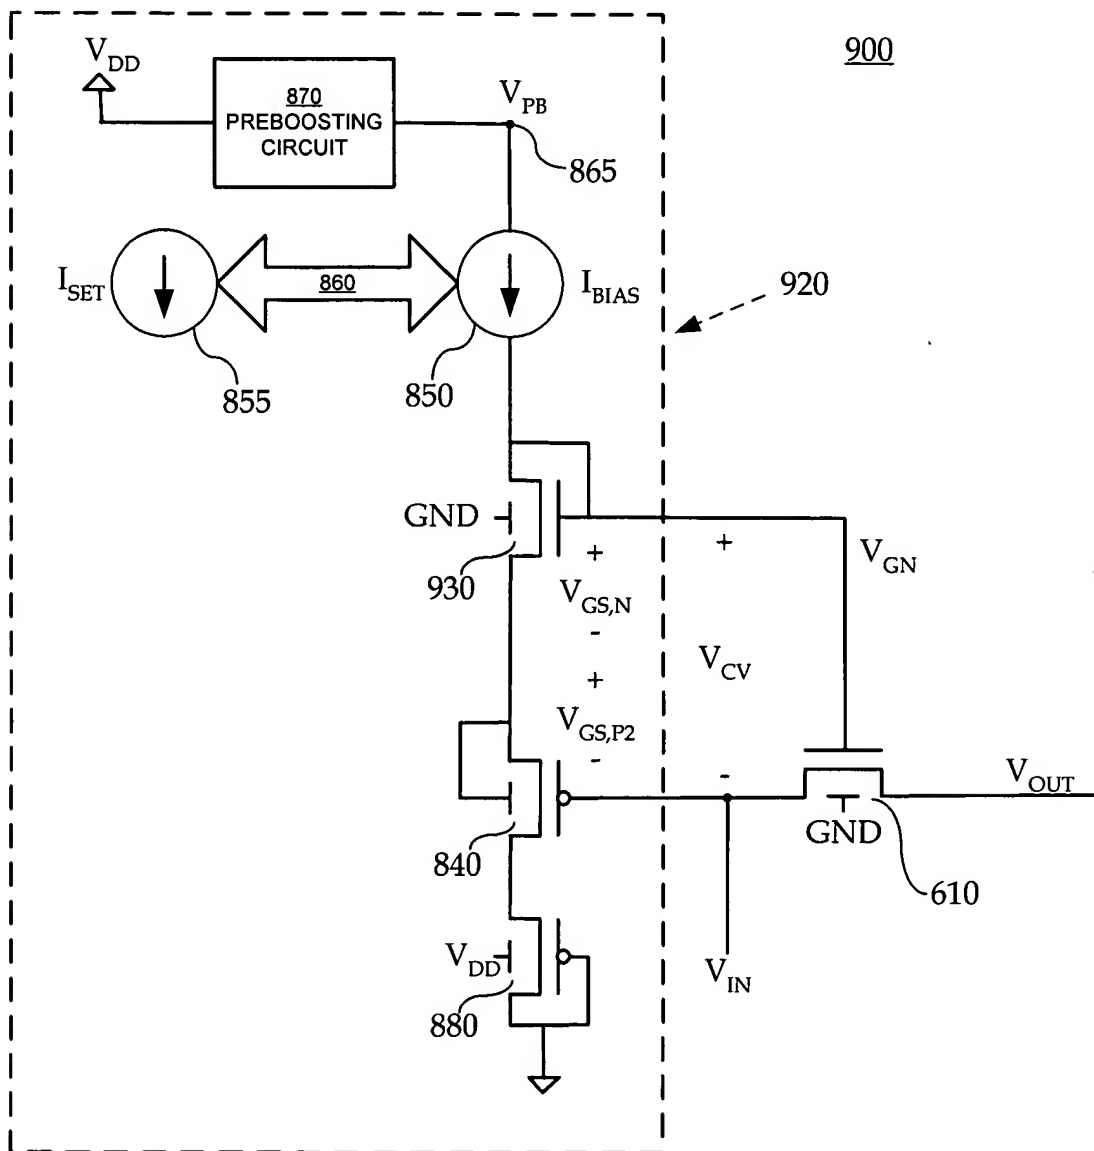 900
V_DD
870
PREBOOSTING
CIRCUIT
V_PB
865
I_SET
860
I_BIAS
920
855
850
GND
930
+
+
V_GN
V_GS,N
-
V_CV
+
V_GS,P2
-
-
V_OUT
GND
840
610
V_DD
V_IN
880